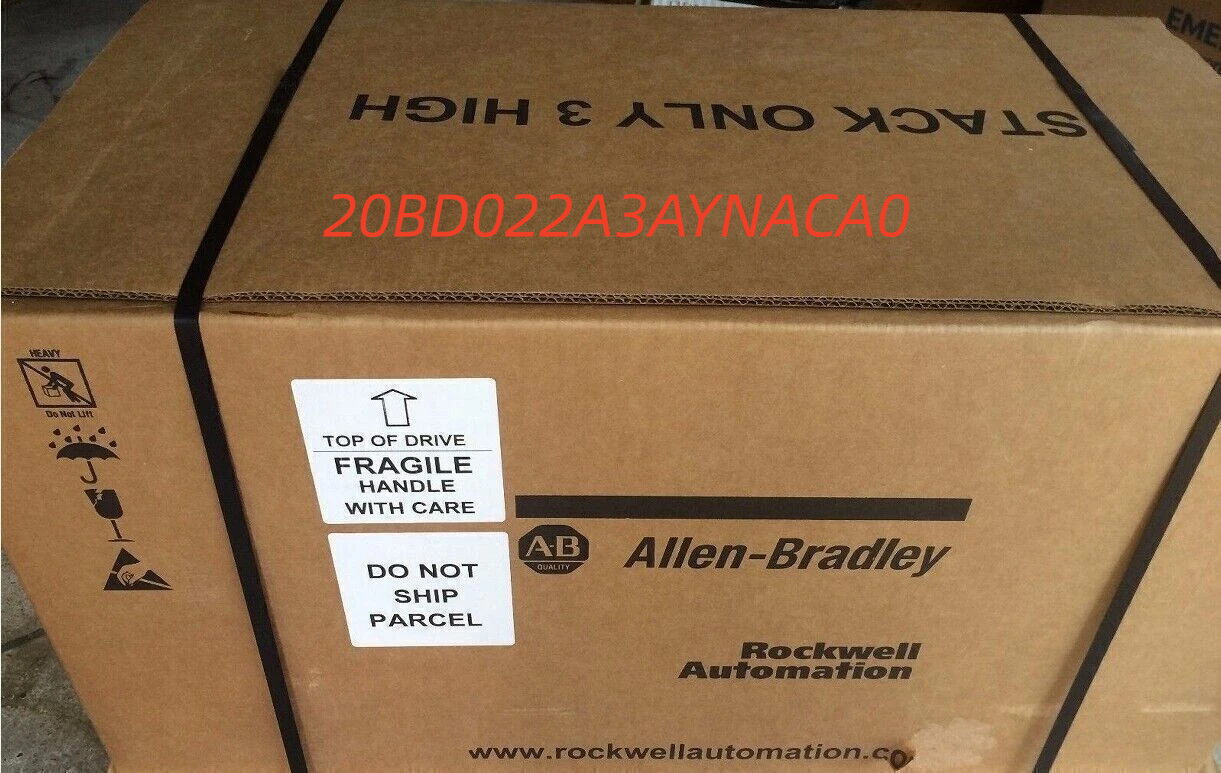 EME
STACK ONLY 3 HIGH
20BD022A3AYNACA0
HEAVY
Do Not Lift
TOP OF DRIVE
FRAGILE
HANDLE
WITH CARE
DO NOT
SHIP
PARCEL
A-B
QUALITY
Allen-Bradley
Rockwell
Automation
www.rockwellautomation.co